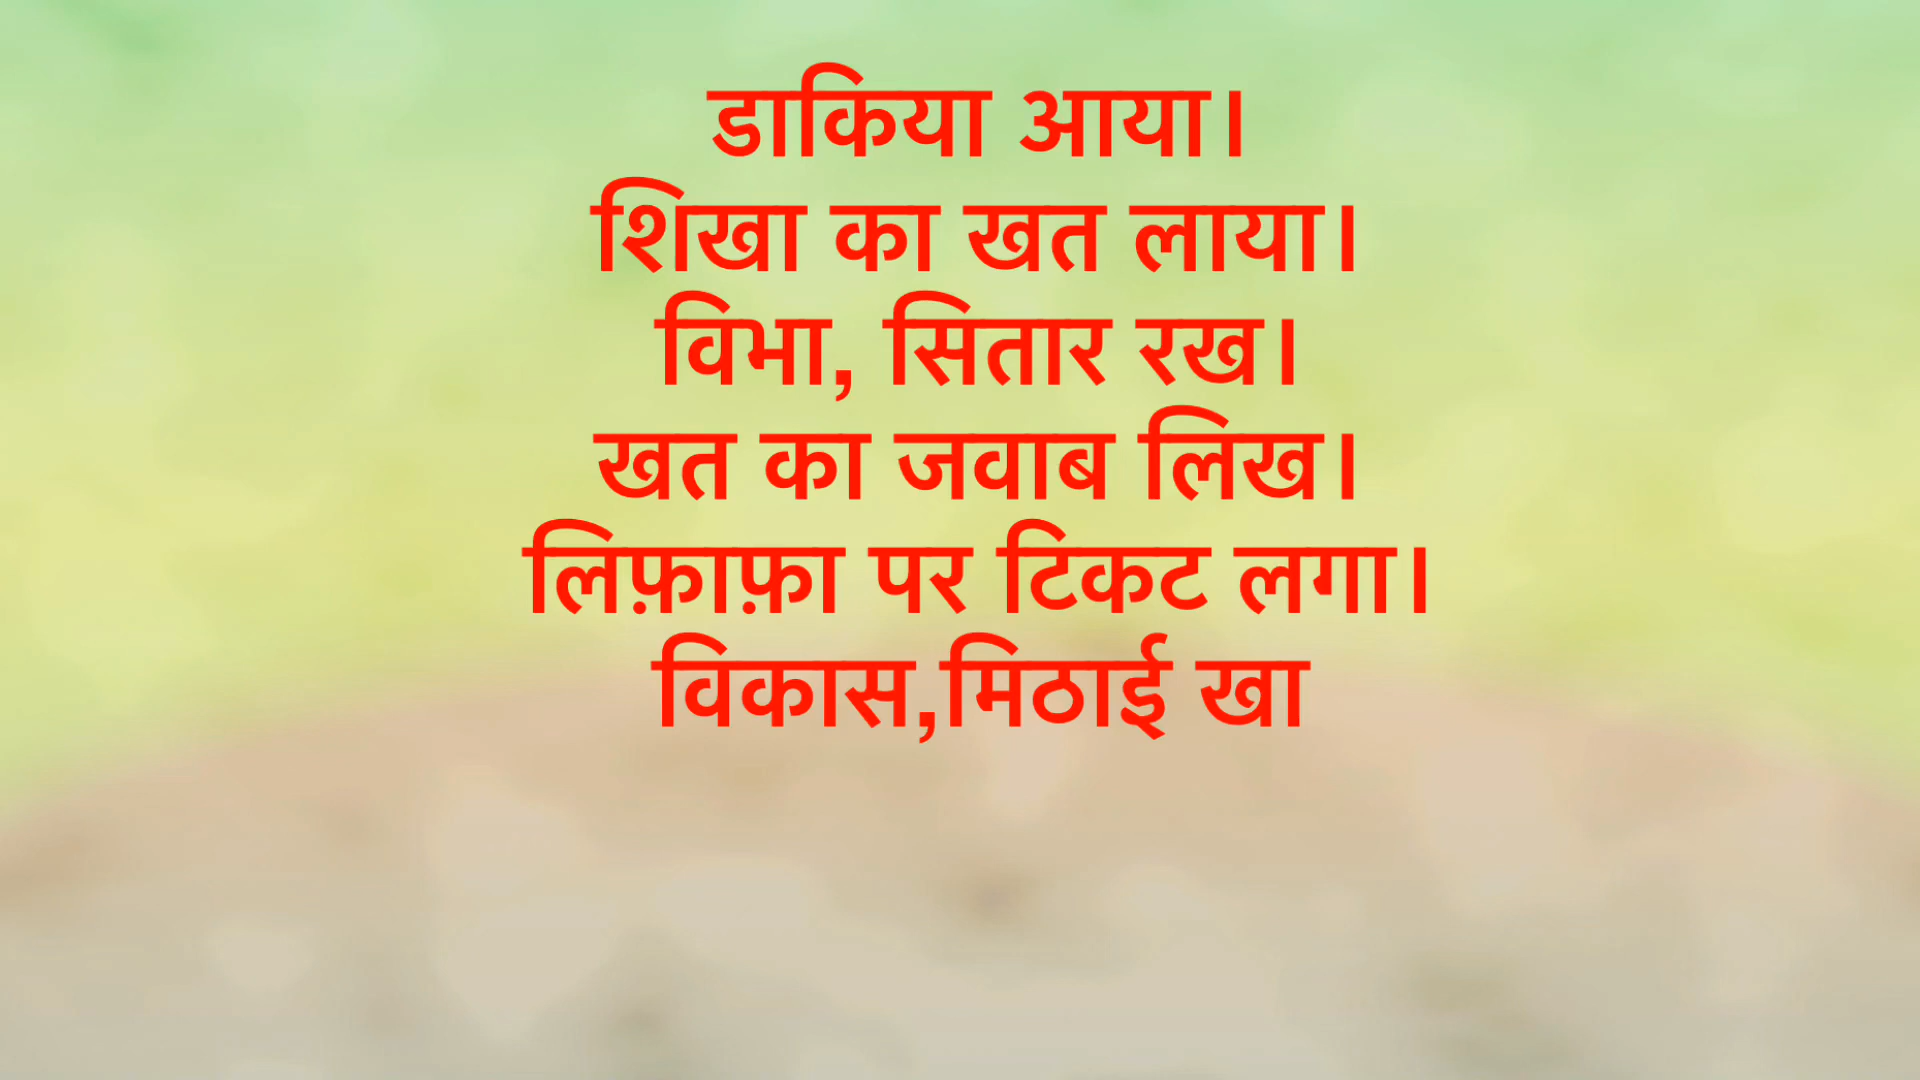 डाकिया आया।
शिखा का खत लाया।
विभा, सितार रख।
खत का जवाब लिख।
लिफ़ाफ़ा पर टिकट लगा।
विकास,मिठाई खा